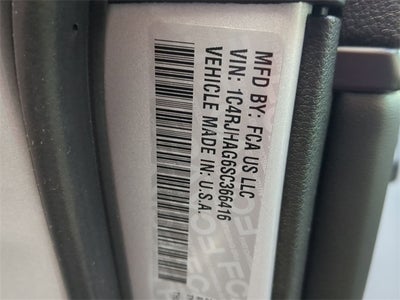 MFD BY: FCA US LLC
VIN: 1C4RJHAG6SC366416
VEHICLE MADE IN: U.S.A.